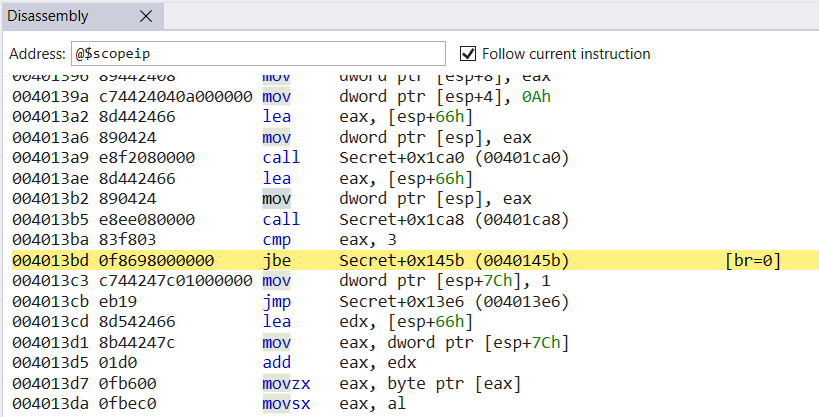 Disassembly X
Address: @$scopeip Follow current instruction
00401396 89442408 mov dword ptr [esp+8], eax
0040139a c74424040a000000 mov dword ptr [esp+4], 0Ah
004013a2 8d442466 lea eax, [esp+66h]
004013a6 890424 mov dword ptr [esp], eax
004013a9 e8f2080000 call Secret+0x1ca0 (00401ca0)
004013ae 8d442466 lea eax, [esp+66h]
004013b2 890424 mov dword ptr [esp], eax
004013b5 e8ee080000 call Secret+0x1ca8 (00401ca8)
004013ba 83f803 cmp eax, 3
004013bd 0f8698000000 jbe Secret+0x145b (0040145b) [br=0]
004013c3 c744247c01000000 mov dword ptr [esp+7Ch], 1
004013cb eb19 jmp Secret+0x13e6 (004013e6)
004013cd 8d542466 lea edx, [esp+66h]
004013d1 8b44247c mov eax, dword ptr [esp+7Ch]
004013d5 01d0 add eax, edx
004013d7 0fb600 movzx eax, byte ptr [eax]
004013da 0fbec0 movsx eax, al